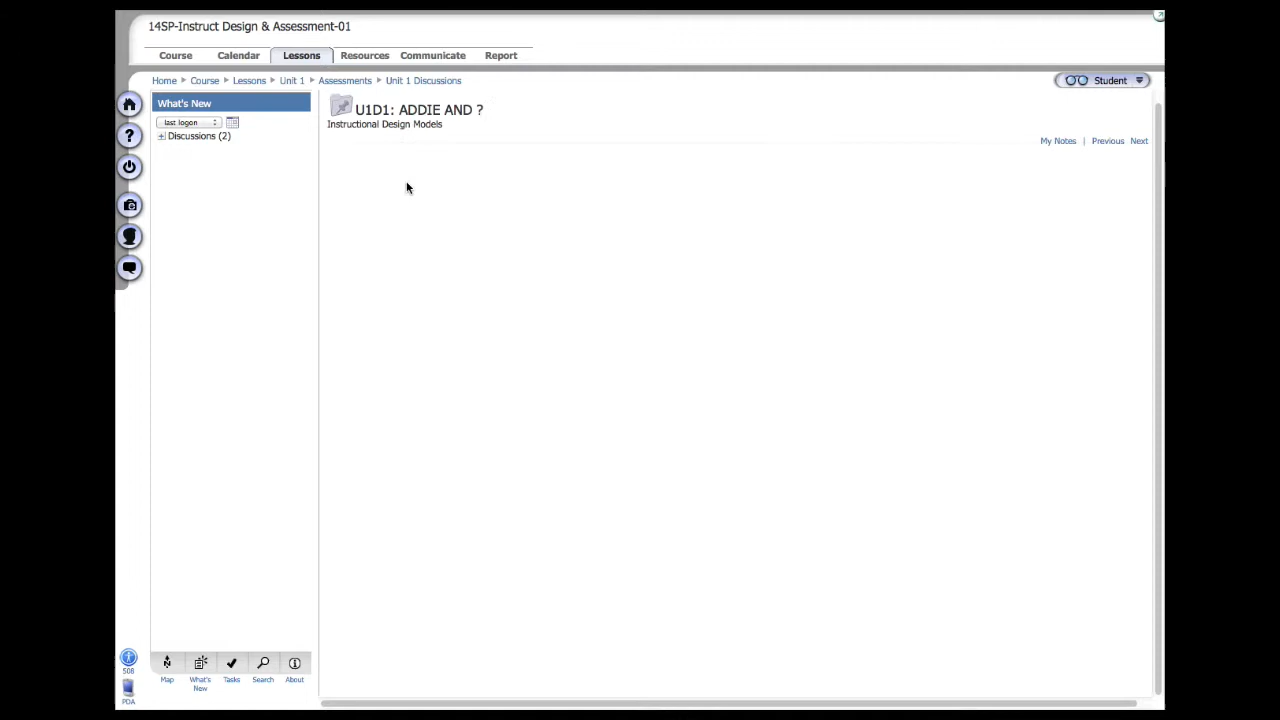 14SP-Instruct Design & Assessment-01
Course Calendar Lessons Resources Communicate Report
Home Course Lessons Unit 1 Assessments Unit 1 Discussions
Student
What's New
last logon
Discussions (2)
U1D1: ADDIE AND ?
Instructional Design Models
My Notes | Previous Next
508
PDA
Map What's New Tasks Search About